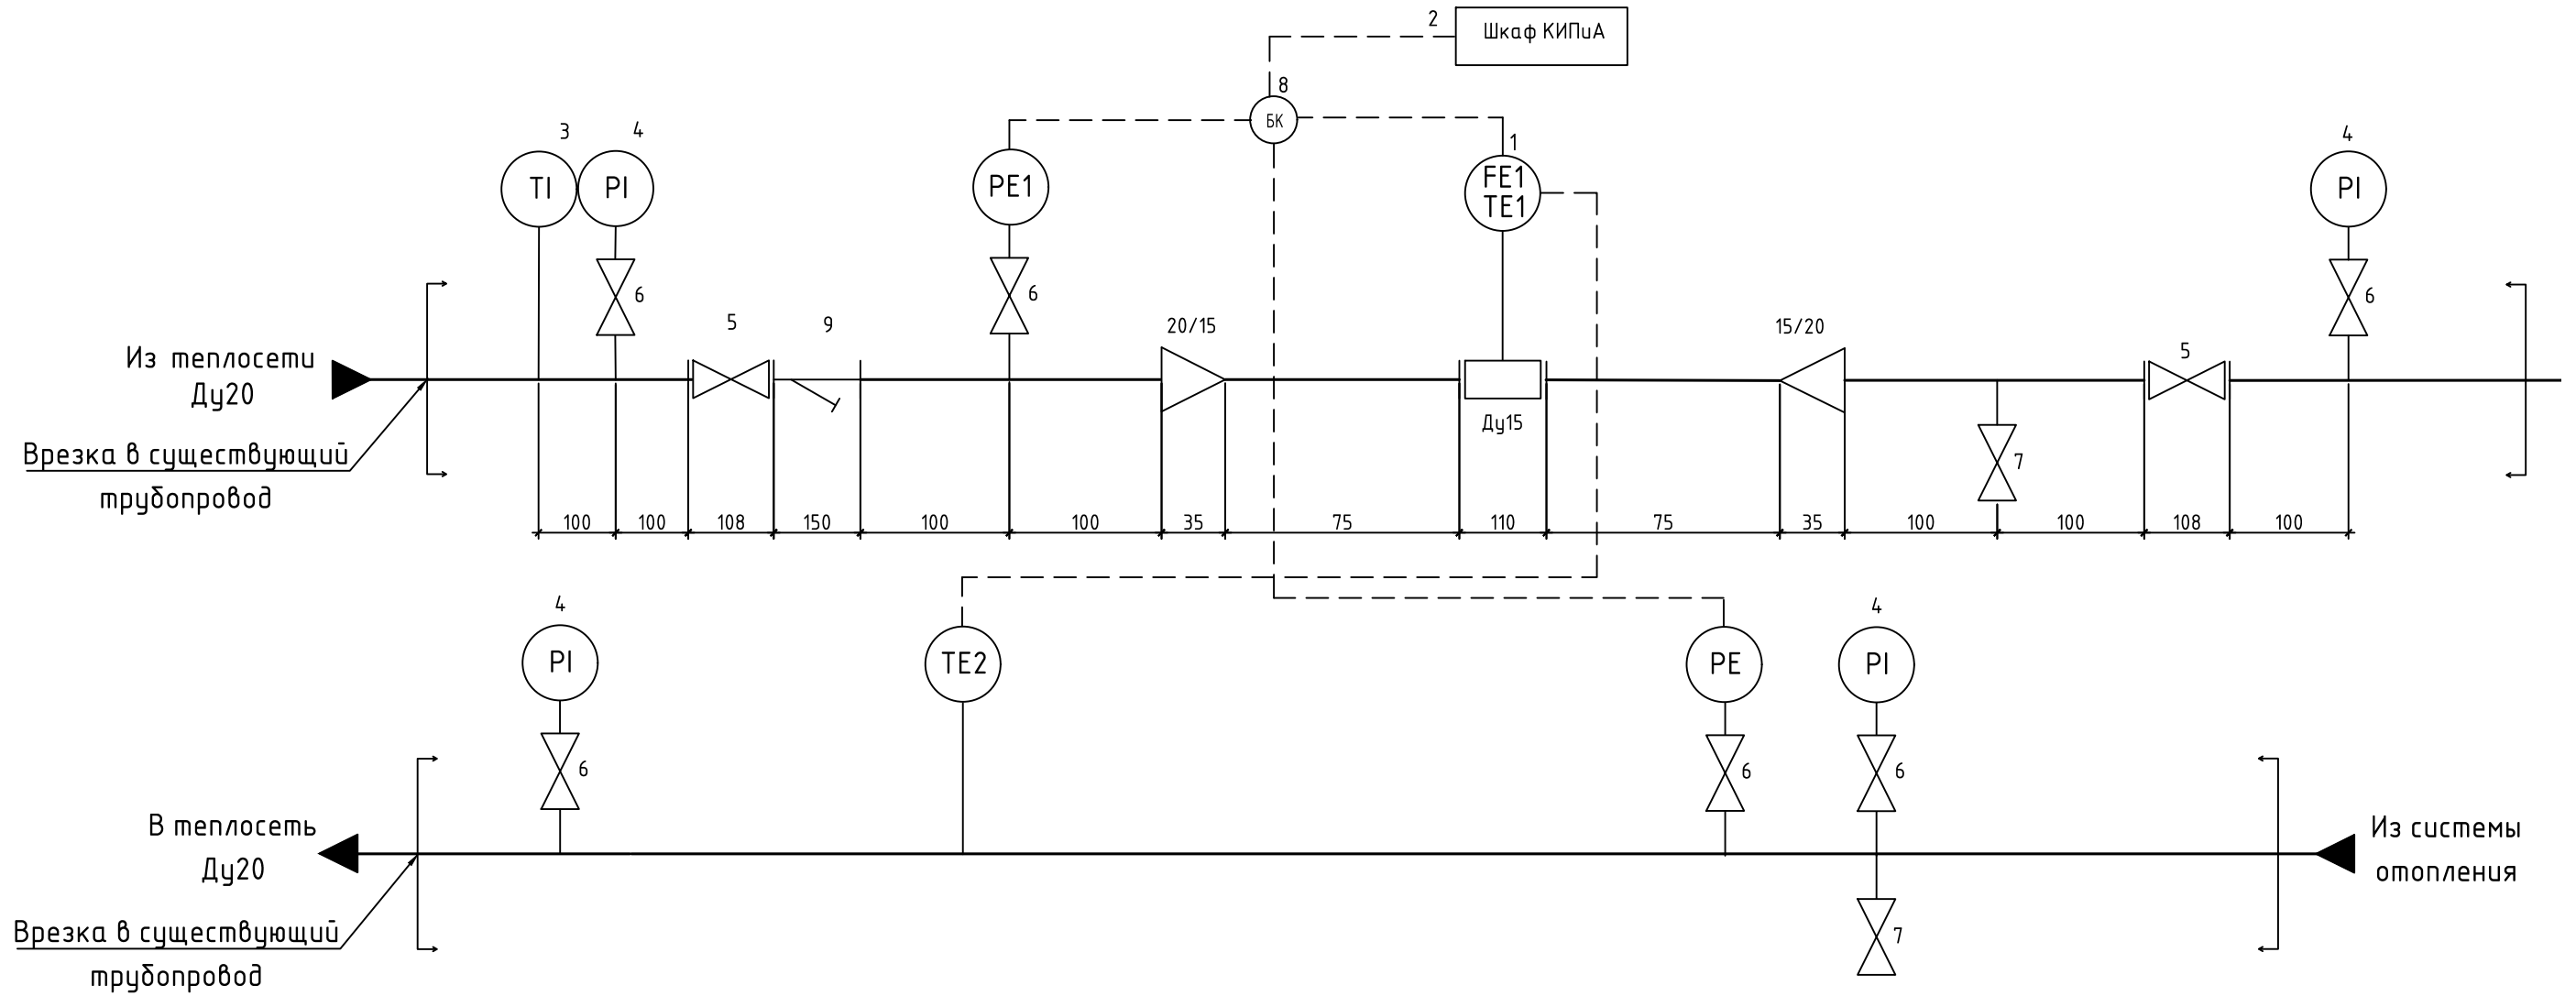 2
Шкаф КИПиА
8
БК
3
4
1
4
TI
PI
PE1
FE1
TE1
PI
6
6
6
5
9
20/15
15/20
5
Из теплосети
Ду20
Ду15
Врезка в существующий
трубопровод
7
100
100
108
150
100
100
35
75
110
75
35
100
100
108
100
4
4
PI
TE2
PE
PI
6
6
6
В теплосеть
Ду20
Из системы
отопления
Врезка в существующий
трубопровод
7